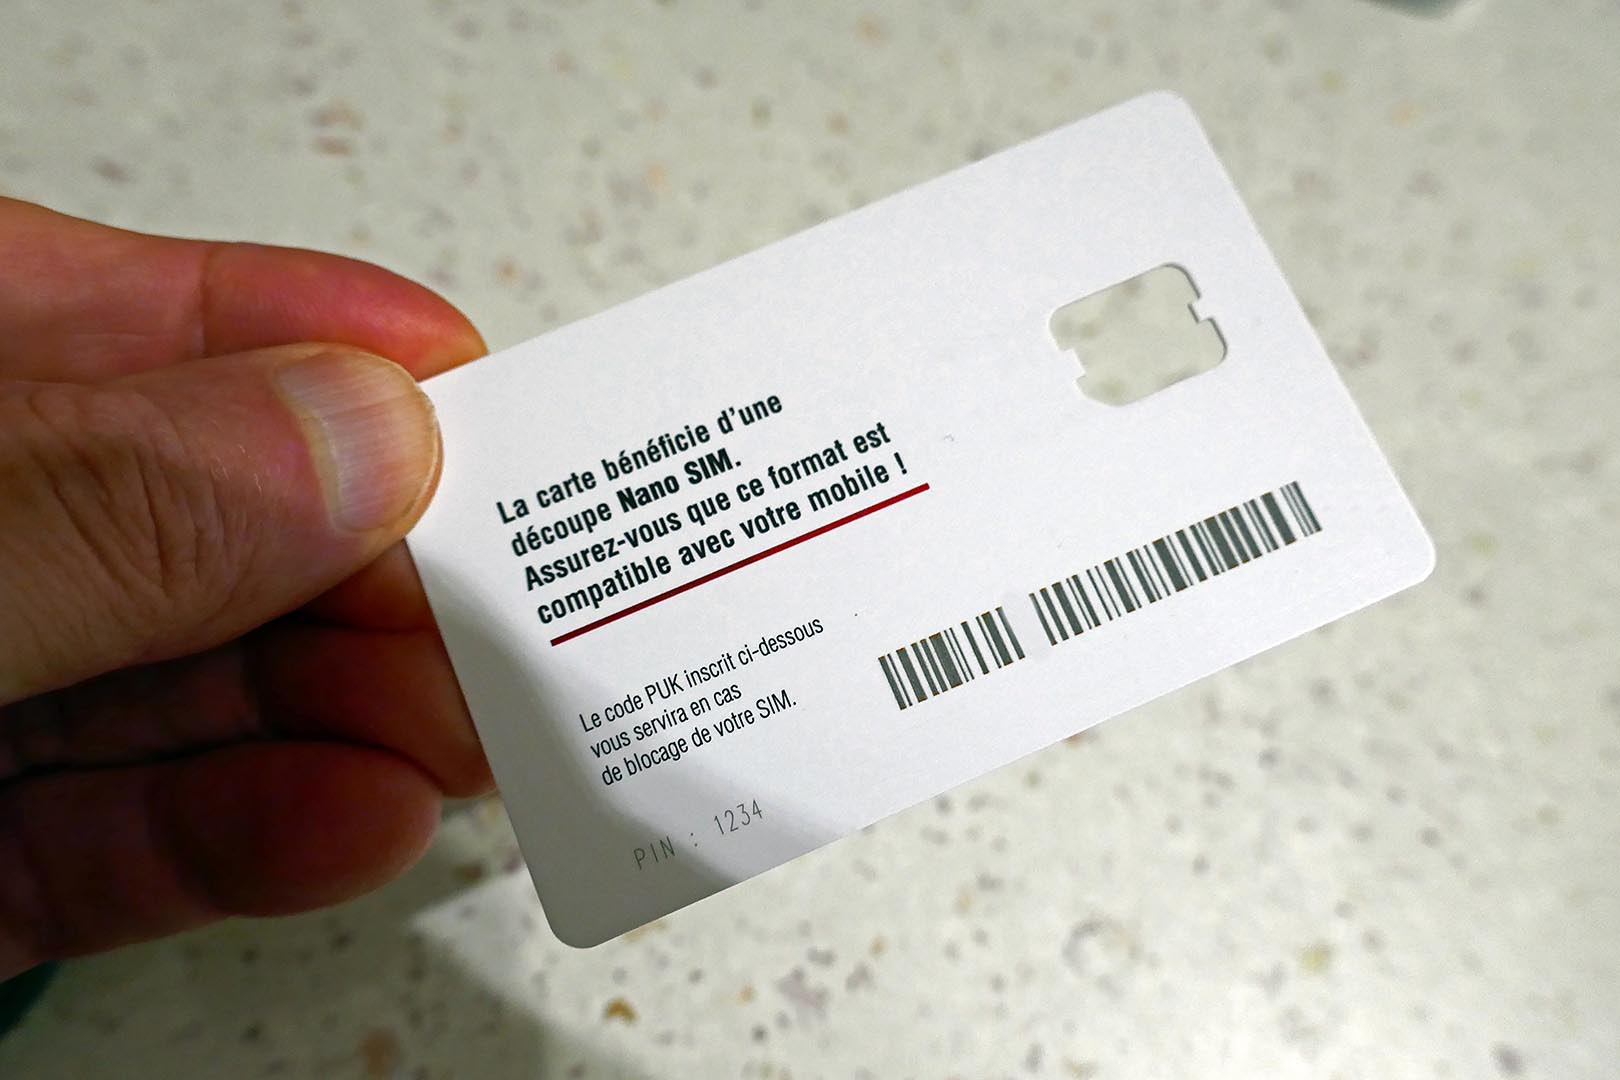 La carte bénéficie d'une
découpe Nano SIM.
Assurez-vous que ce format est
compatible avec votre mobile !
Le code PUK inscrit ci-dessous
vous servira en cas
de blocage de votre SIM.
PIN : 1234